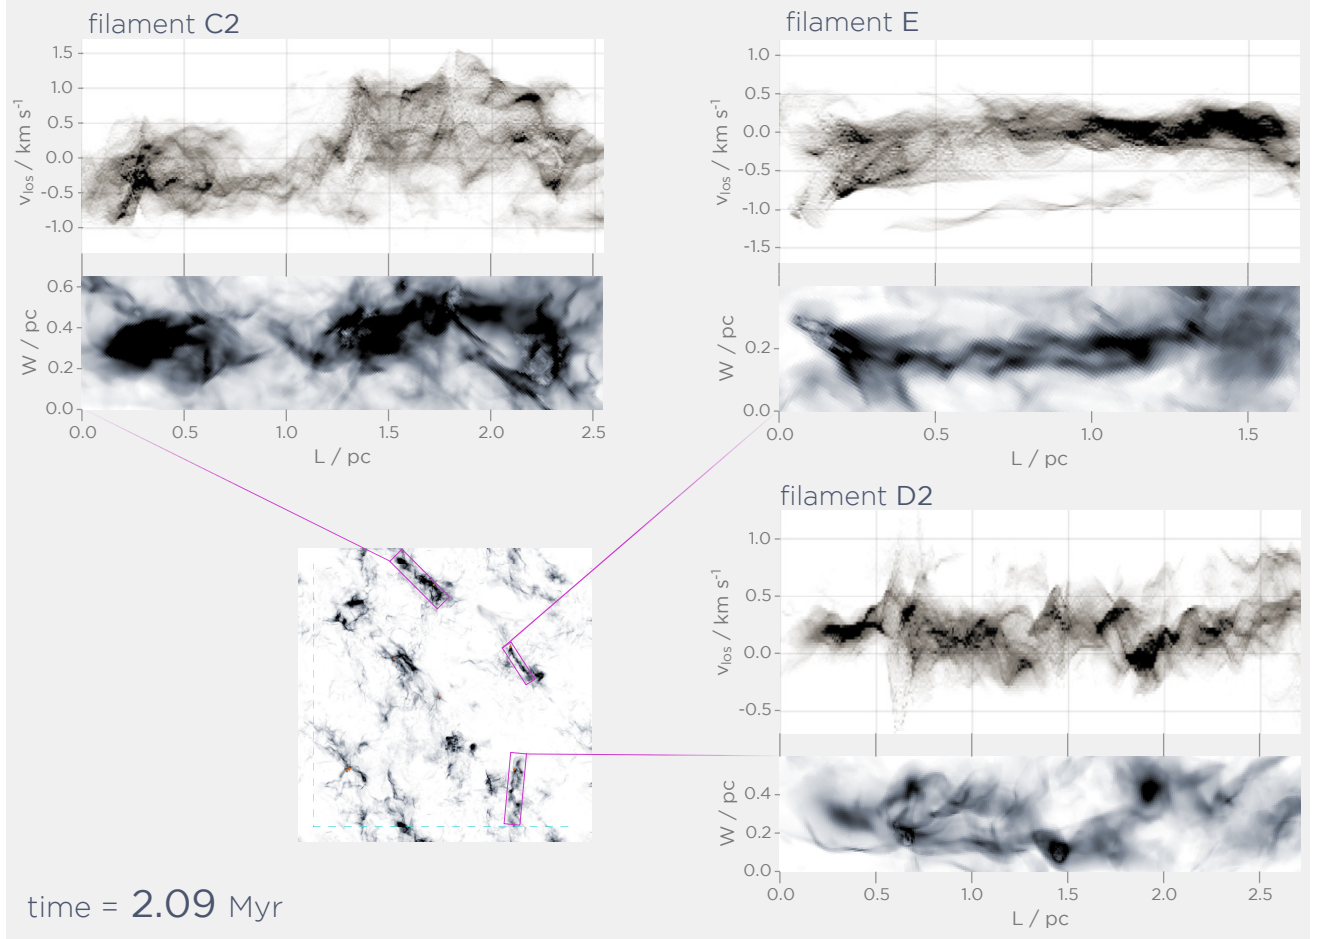 filament C2
1.5
1.0
0.5
0.0
-0.5
-1.0
v_los / km s⁻¹
0.6
0.4
0.2
0.0
W / pc
0.0 0.5 1.0 1.5 2.0 2.5
L / pc
filament E
1.0
0.5
0.0
-0.5
-1.0
-1.5
v_los / km s⁻¹
0.2
0.0
W / pc
0.0 0.5 1.0 1.5
L / pc
filament D2
1.0
0.5
0.0
-0.5
v_los / km s⁻¹
0.4
0.2
0.0
W / pc
0.0 0.5 1.0 1.5 2.0 2.5
L / pc
time = 2.09 Myr